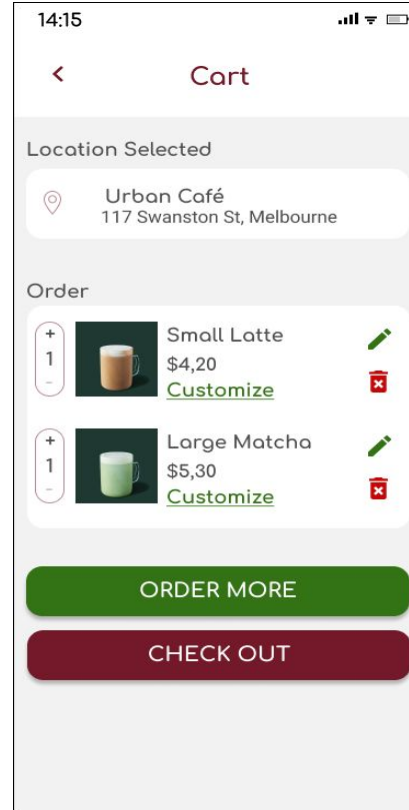 14:15
Cart
Location Selected
Urban Café
117 Swanston St, Melbourne
Order
+
1
-
Small Latte
$4,20
Customize
+
1
-
Large Matcha
$5,30
Customize
ORDER MORE
CHECK OUT